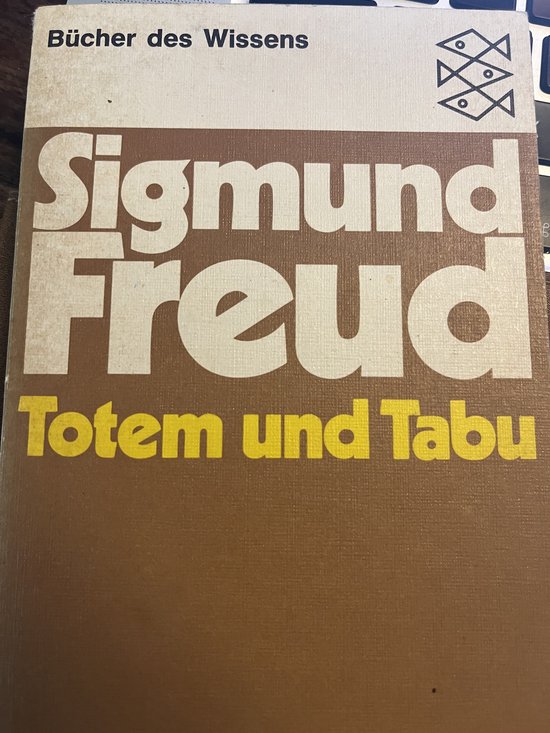 Bücher des Wissens
Sigmund
Freud
Totem und Tabu